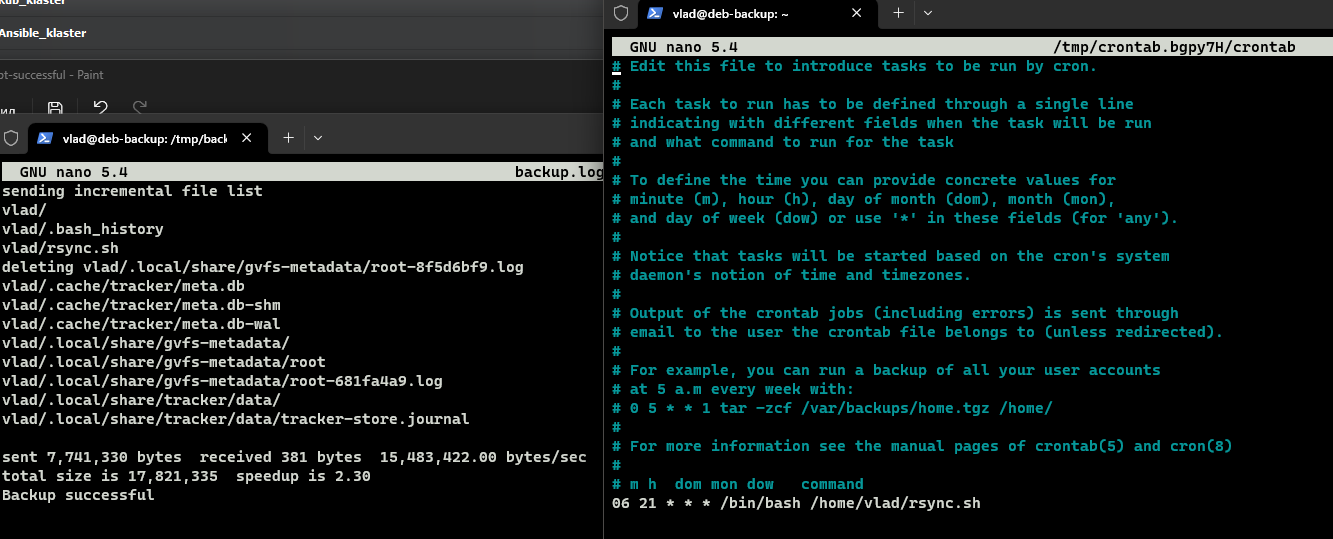 Ansible_klaster
ot-successful - Paint
vlad@deb-backup: /tmp/back
GNU nano 5.4 backup.log
sending incremental file list
vlad/
vlad/.bash_history
vlad/rsync.sh
deleting vlad/.local/share/gvfs-metadata/root-8f5d6bf9.log
vlad/.cache/tracker/meta.db
vlad/.cache/tracker/meta.db-shm
vlad/.cache/tracker/meta.db-wal
vlad/.local/share/gvfs-metadata/
vlad/.local/share/gvfs-metadata/root
vlad/.local/share/gvfs-metadata/root-681fa4a9.log
vlad/.local/share/tracker/data/
vlad/.local/share/tracker/data/tracker-store.journal
sent 7,741,330 bytes  received 381 bytes  15,483,422.00 bytes/sec
total size is 17,821,335  speedup is 2.30
Backup successful
vlad@deb-backup: ~
GNU nano 5.4 /tmp/crontab.bgpy7H/crontab
# Edit this file to introduce tasks to be run by cron.
#
# Each task to run has to be defined through a single line
# indicating with different fields when the task will be run
# and what command to run for the task
#
# To define the time you can provide concrete values for
# minute (m), hour (h), day of month (dom), month (mon),
# and day of week (dow) or use '*' in these fields (for 'any').
#
# Notice that tasks will be started based on the cron's system
# daemon's notion of time and timezones.
#
# Output of the crontab jobs (including errors) is sent through
# email to the user the crontab file belongs to (unless redirected).
#
# For example, you can run a backup of all your user accounts
# at 5 a.m every week with:
# 0 5 * * 1 tar -zcf /var/backups/home.tgz /home/
#
# For more information see the manual pages of crontab(5) and cron(8)
#
# m h  dom mon dow   command
06 21 * * * /bin/bash /home/vlad/rsync.sh